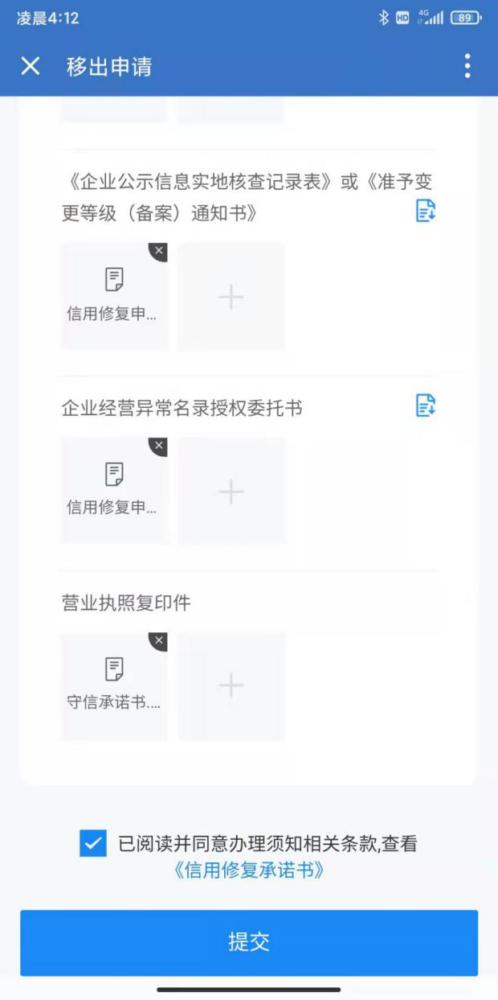 凌晨4:12
HD 4G 89
移出申请
《企业公示信息实地核查记录表》或《准予变
更等级（备案）通知书》
信用修复申...
企业经营异常名录授权委托书
信用修复申...
营业执照复印件
守信承诺书....
已阅读并同意办理须知相关条款,查看
《信用修复承诺书》
提交